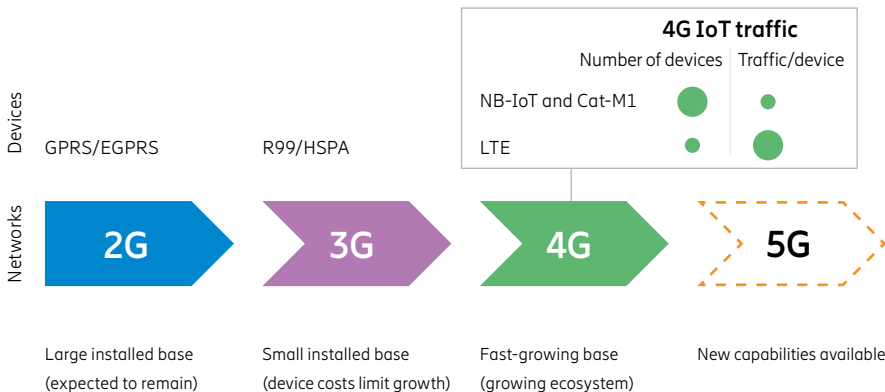 4G IoT traffic
Number of devices Traffic/device
NB-IoT and Cat-M1
LTE
Devices
GPRS/EGPRS
R99/HSPA
Networks
2G
3G
4G
5G
Large installed base
(expected to remain)
Small installed base
(device costs limit growth)
Fast-growing base
(growing ecosystem)
New capabilities available